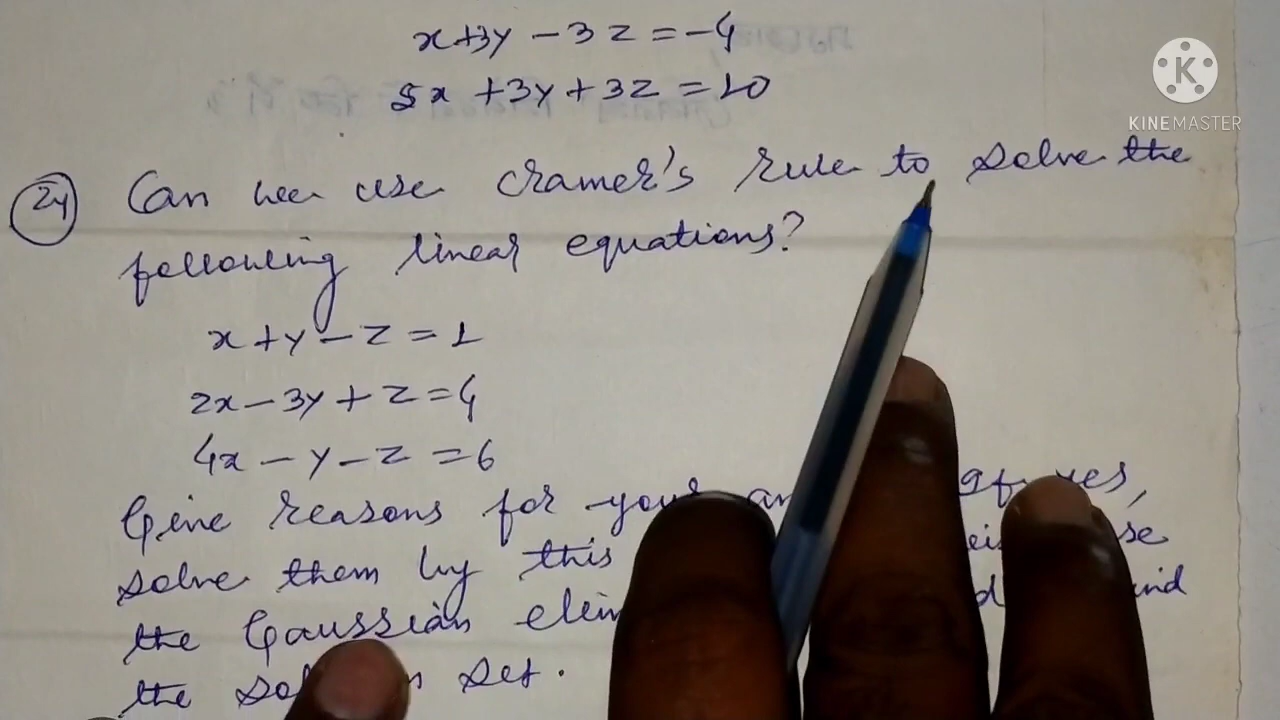 x+3y-3z=-4
5x+3y+3z=10
KINEMASTER
24 Can we use cramer's rule to solve the
following linear equations?
x+y-z=1
2x-3y+z=4
4x-y-z=6
Give reasons for your yes,
solve them by this
the Gaussian
the set.